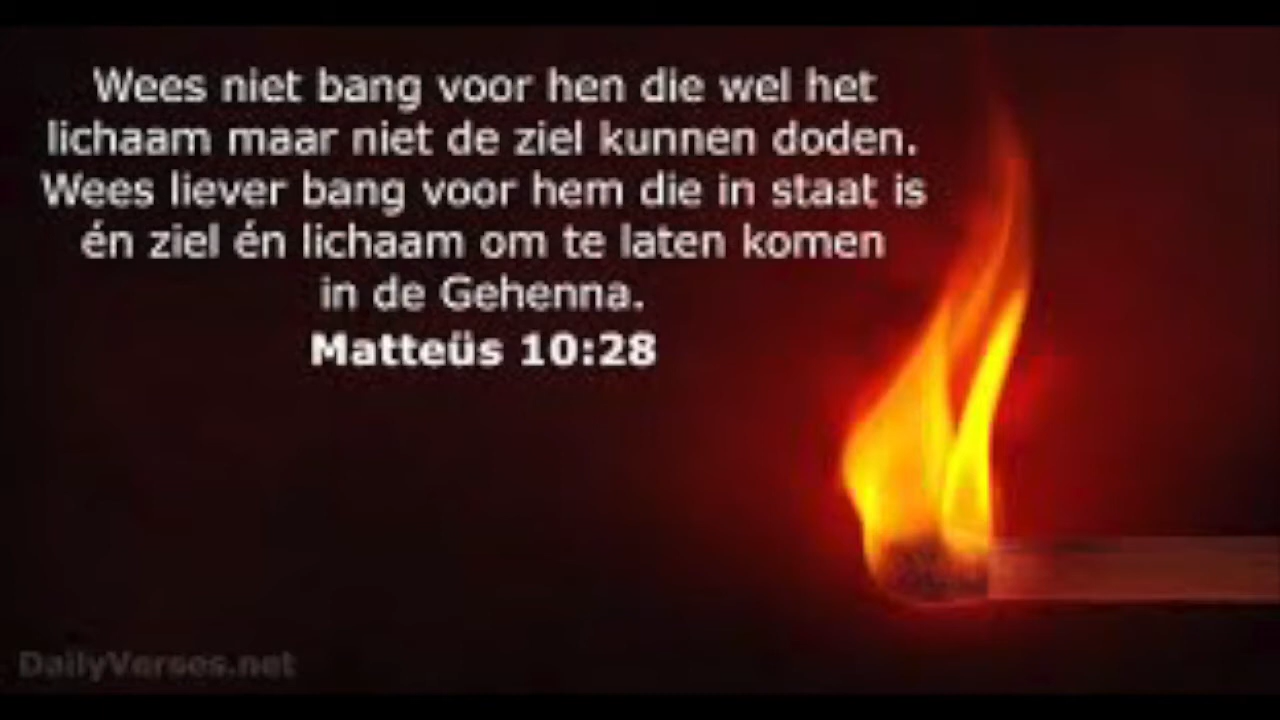 Wees niet bang voor hen die wel het
lichaam maar niet de ziel kunnen doden.
Wees liever bang voor hem die in staat is
én ziel én lichaam om te laten komen
in de Gehenna.
Matteüs 10:28
DailyVerses.net